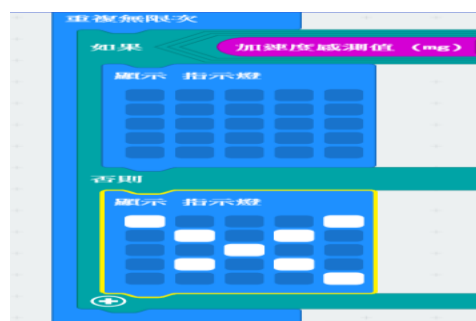 重複無限次
如果 加速度感測值 (mg)
顯示 指示燈
否則
顯示 指示燈